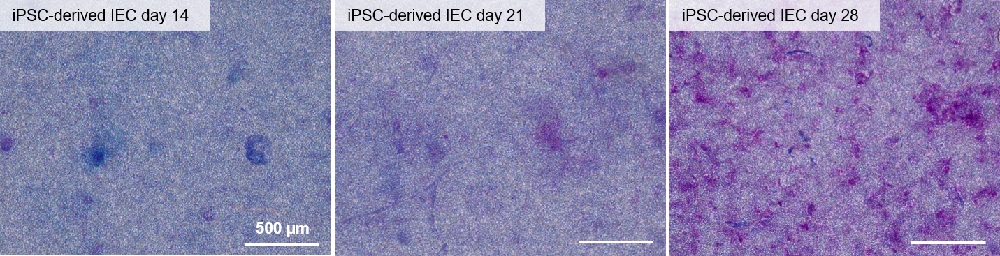 iPSC-derived IEC day 14
iPSC-derived IEC day 21
iPSC-derived IEC day 28
500 µm